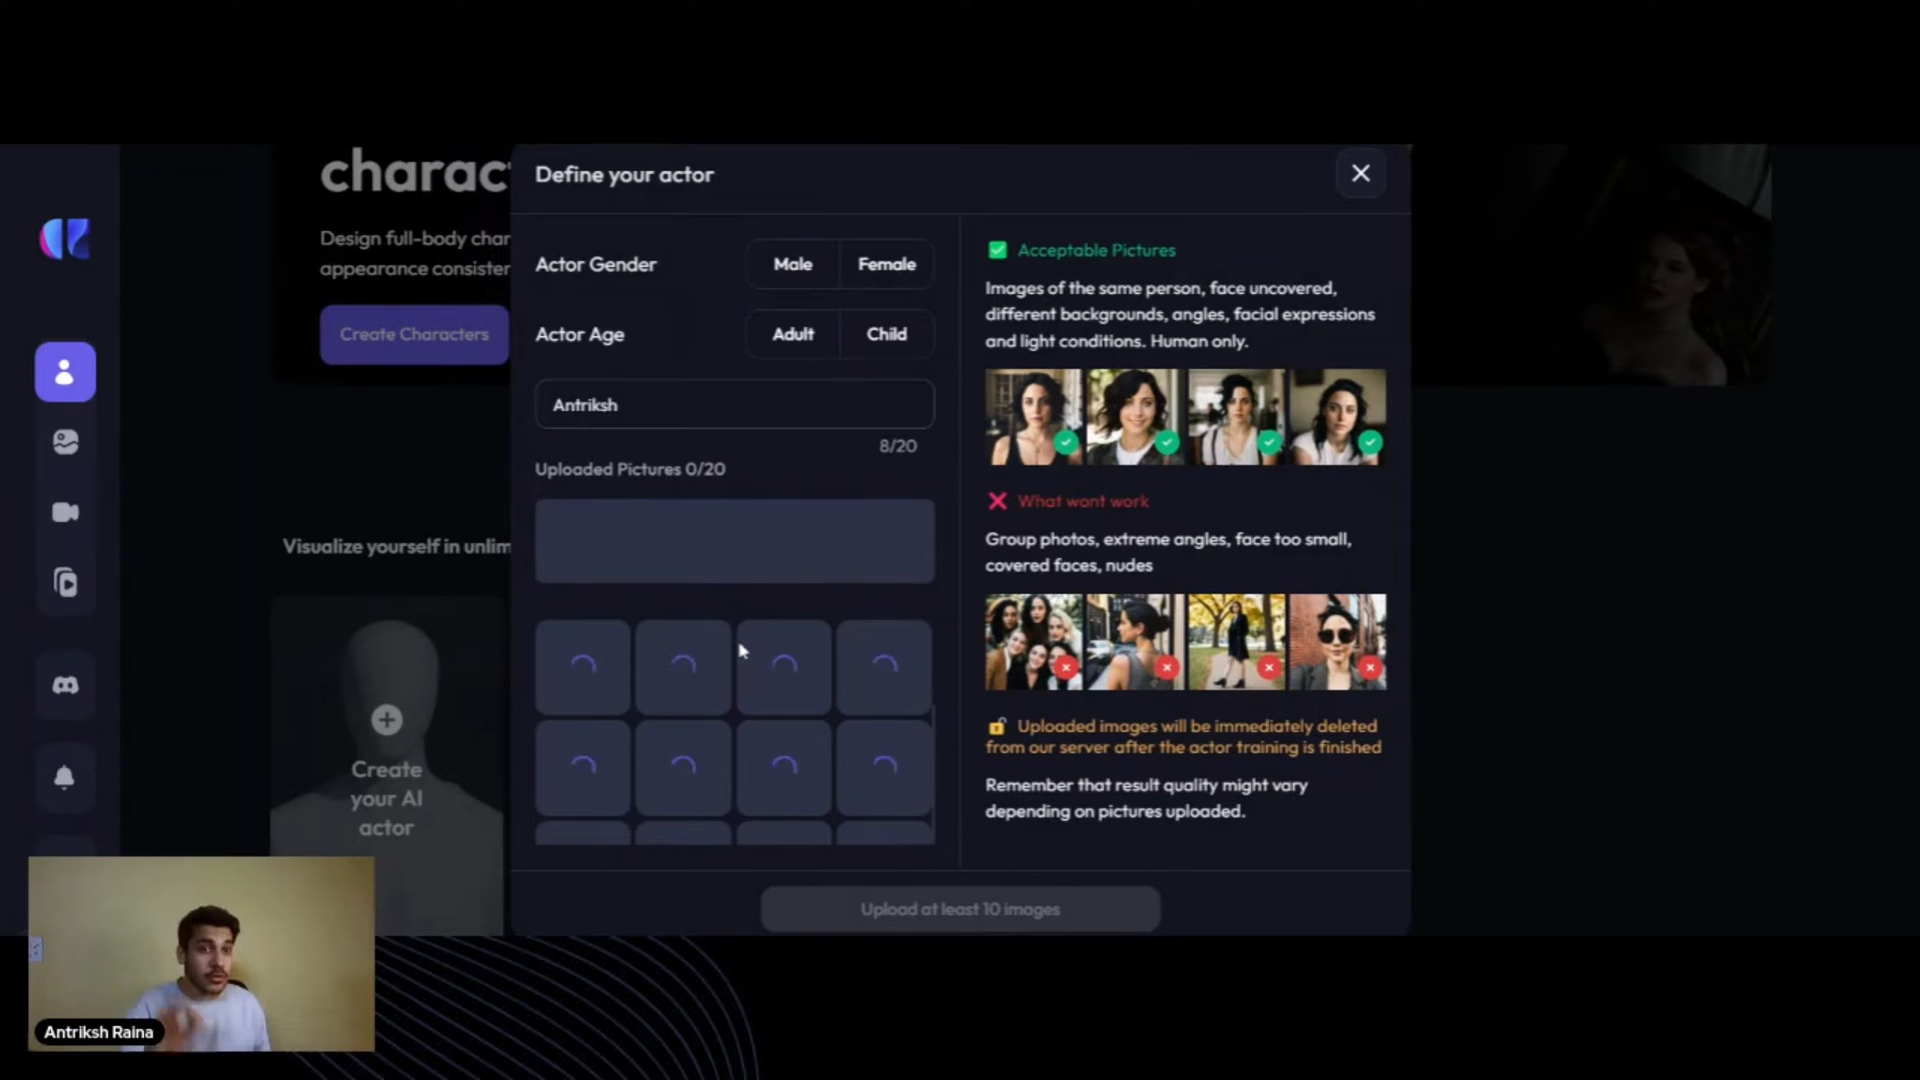 charac
Design full-body char
appearance consister
Create Characters
Visualize yourself in unlim
Create
your AI
actor
Define your actor
Actor Gender
Male
Female
Actor Age
Adult
Child
Antriksh
8/20
Uploaded Pictures 0/20
Acceptable Pictures
Images of the same person, face uncovered,
different backgrounds, angles, facial expressions
and light conditions. Human only.
What wont work
Group photos, extreme angles, face too small,
covered faces, nudes
Uploaded images will be immediately deleted
from our server after the actor training is finished
Remember that result quality might vary
depending on pictures uploaded.
Upload at least 10 images
Antriksh Raina